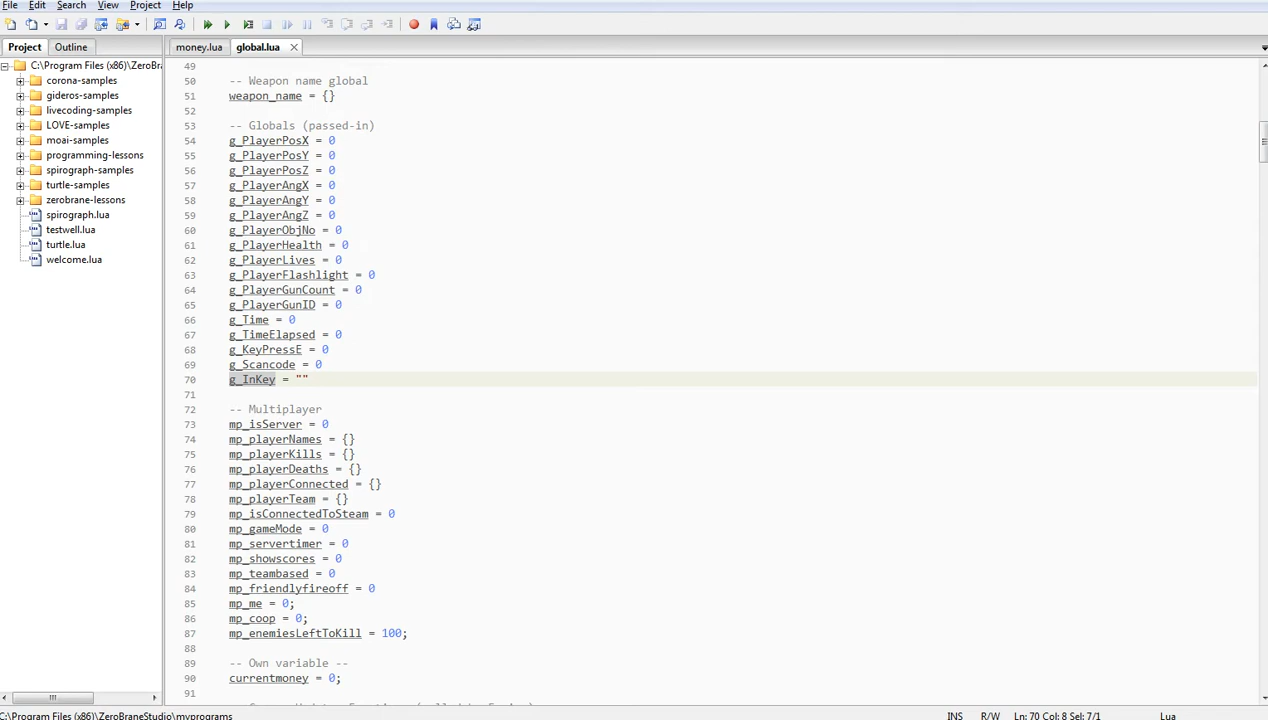 File Edit Search View Project Help
Project Outline money.lua global.lua
C:\Program Files (x86)\ZeroBra
corona-samples
gideros-samples
livecoding-samples
LOVE-samples
moai-samples
programming-lessons
spirograph-samples
turtle-samples
zerobrane-lessons
spirograph.lua
testwell.lua
turtle.lua
welcome.lua
49
50 -- Weapon name global
51 weapon_name = {}
52
53 -- Globals (passed-in)
54 g_PlayerPosX = 0
55 g_PlayerPosY = 0
56 g_PlayerPosZ = 0
57 g_PlayerAngX = 0
58 g_PlayerAngY = 0
59 g_PlayerAngZ = 0
60 g_PlayerObjNo = 0
61 g_PlayerHealth = 0
62 g_PlayerLives = 0
63 g_PlayerFlashlight = 0
64 g_PlayerGunCount = 0
65 g_PlayerGunID = 0
66 g_Time = 0
67 g_TimeElapsed = 0
68 g_KeyPressE = 0
69 g_Scancode = 0
70 g_InKey = ""
71
72 -- Multiplayer
73 mp_isServer = 0
74 mp_playerNames = {}
75 mp_playerKills = {}
76 mp_playerDeaths = {}
77 mp_playerConnected = {}
78 mp_playerTeam = {}
79 mp_isConnectedToSteam = 0
80 mp_gameMode = 0
81 mp_servertimer = 0
82 mp_showscores = 0
83 mp_teambased = 0
84 mp_friendlyfireoff = 0
85 mp_me = 0;
86 mp_coop = 0;
87 mp_enemiesLeftToKill = 100;
88
89 -- Own variable --
90 currentmoney = 0;
91
C:\Program Files (x86)\ZeroBraneStudio\myprograms INS R/W Ln: 70 Col: 8 Sel: 7/1 Lua